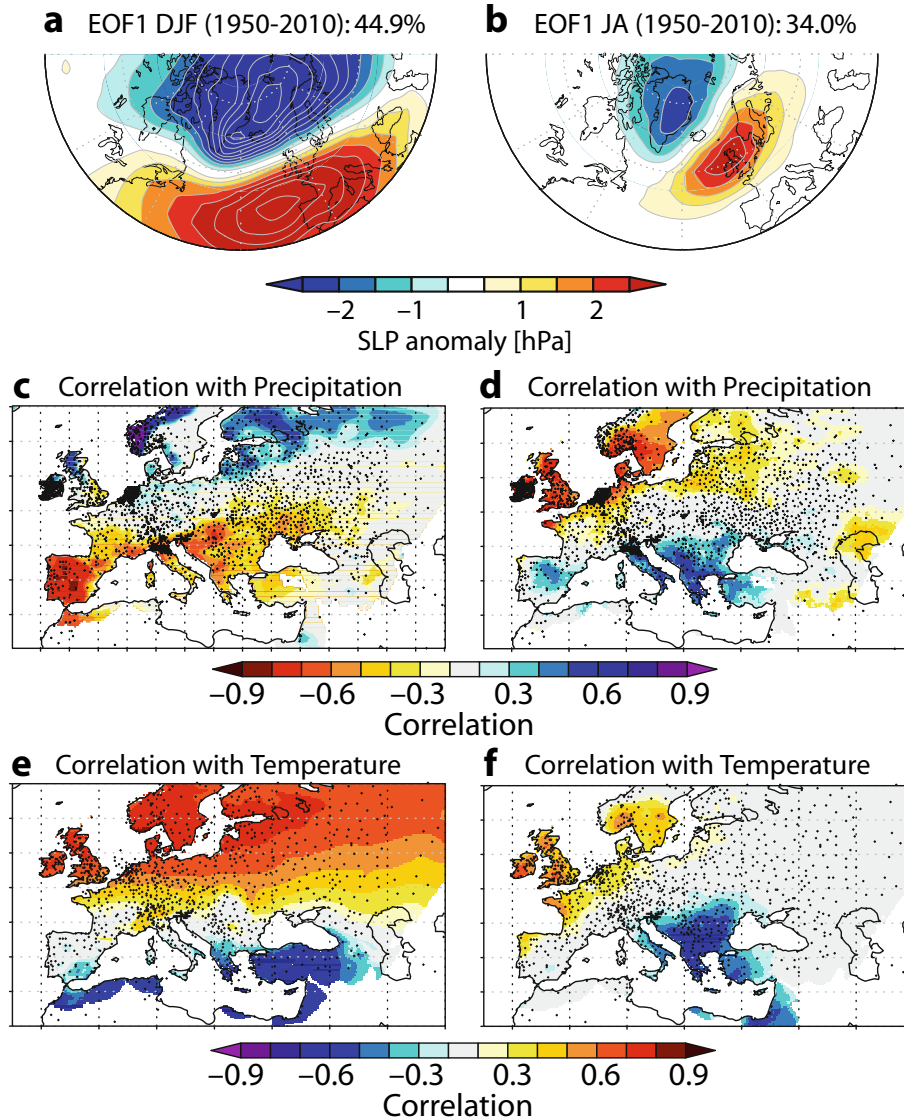 a EOF1 DJF (1950-2010): 44.9%
b EOF1 JA (1950-2010): 34.0%
−2 −1 1 2
SLP anomaly [hPa]
c Correlation with Precipitation
d Correlation with Precipitation
−0.9 −0.6 −0.3 0.3 0.6 0.9
Correlation
e Correlation with Temperature
f Correlation with Temperature
−0.9 −0.6 −0.3 0.3 0.6 0.9
Correlation